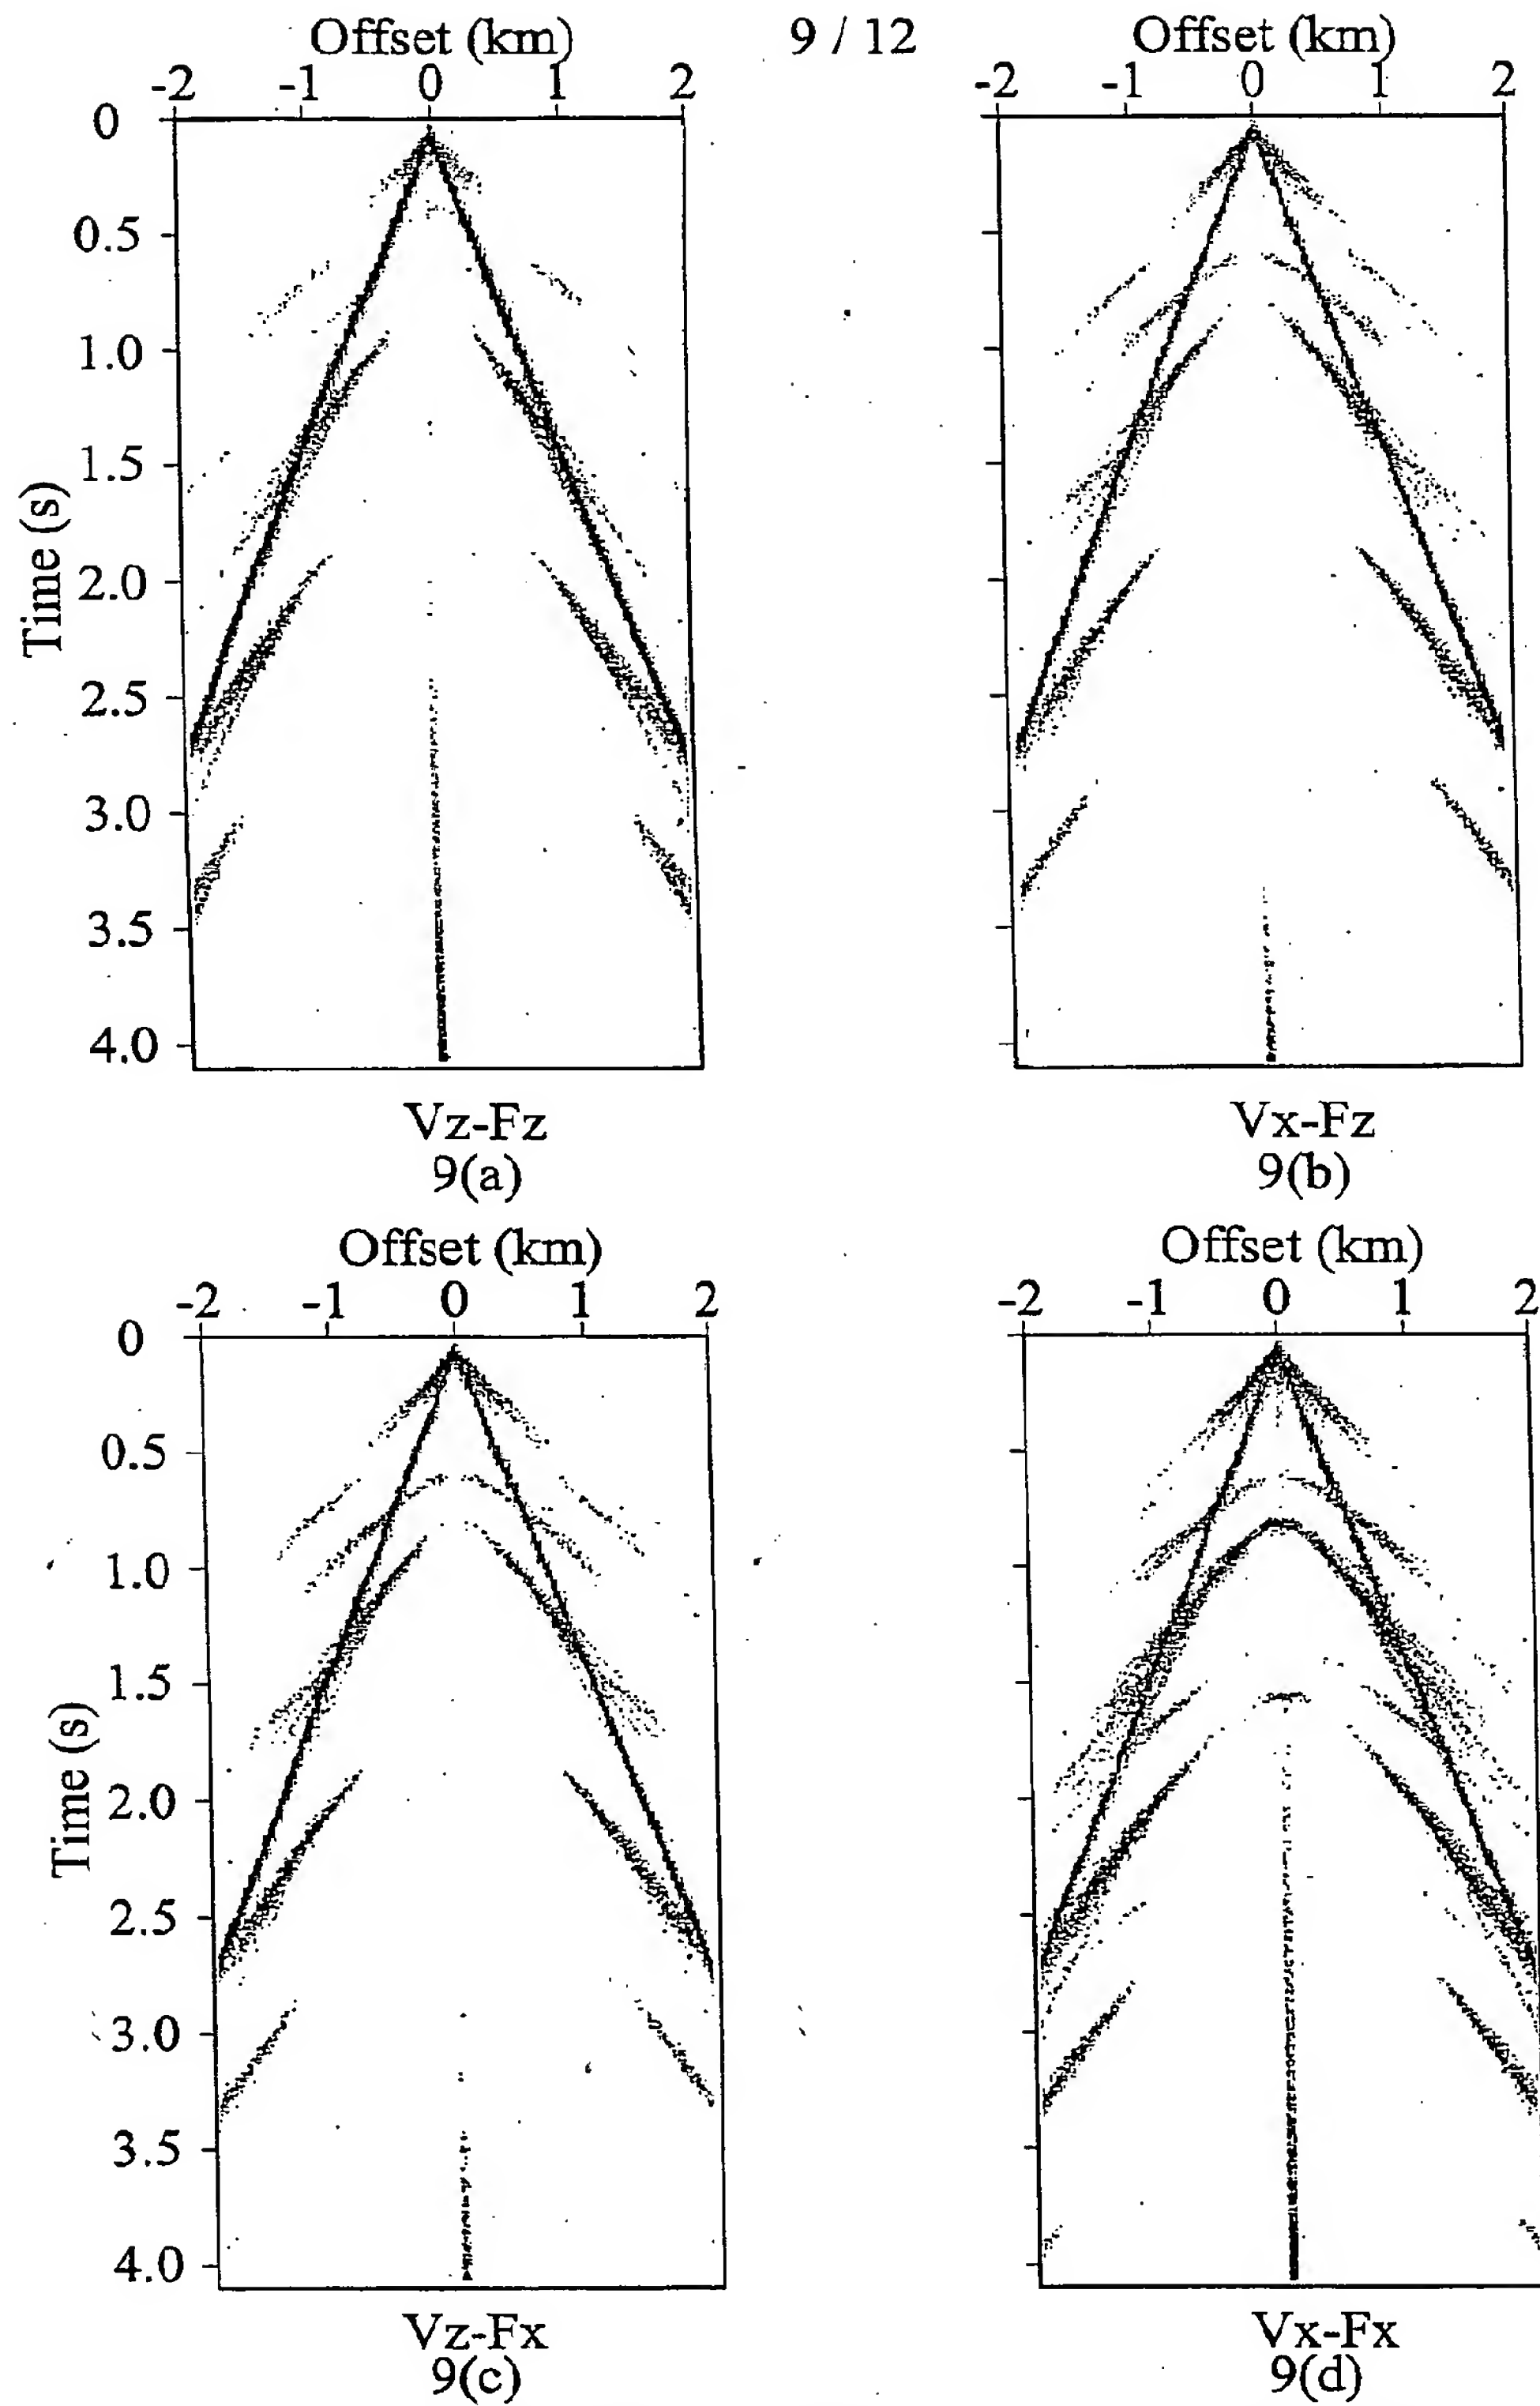 Offset (km) 9 / 12 Offset (km)
-2 -1 0 1 2 -2 -1 0 1 2
0
0.5
1.0
1.5
Time (s)
2.0
2.5
3.0
3.5
4.0
Vz-Fz Vx-Fz
9(a) 9(b)
Offset (km) Offset (km)
-2 -1 0 1 2 -2 -1 0 1 2
0
0.5
1.0
1.5
Time (s)
2.0
2.5
3.0
3.5
4.0
Vz-Fx Vx-Fx
9(c) 9(d)